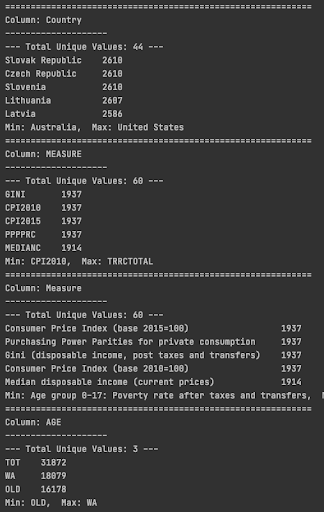 ============================================================
Column: Country
--------------------
--- Total Unique Values: 44 ---
Slovak Republic    2610
Czech Republic     2610
Slovenia           2610
Lithuania          2607
Latvia             2586
Min: Australia,  Max: United States
============================================================
Column: MEASURE
--------------------
--- Total Unique Values: 60 ---
GINI       1937
CPI2010    1937
CPI2015    1937
PPPPRC     1937
MEDIANC    1914
Min: CPI2010,  Max: TRRCTOTAL
============================================================
Column: Measure
--------------------
--- Total Unique Values: 60 ---
Consumer Price Index (base 2015=100)                  1937
Purchasing Power Parities for private consumption     1937
Gini (disposable income, post taxes and transfers)    1937
Consumer Price Index (base 2010=100)                  1937
Median disposable income (current prices)             1914
Min: Age group 0-17: Poverty rate after taxes and transfers,
============================================================
Column: AGE
--------------------
--- Total Unique Values: 3 ---
TOT    31872
WA     18079
OLD    16178
Min: OLD,  Max: WA